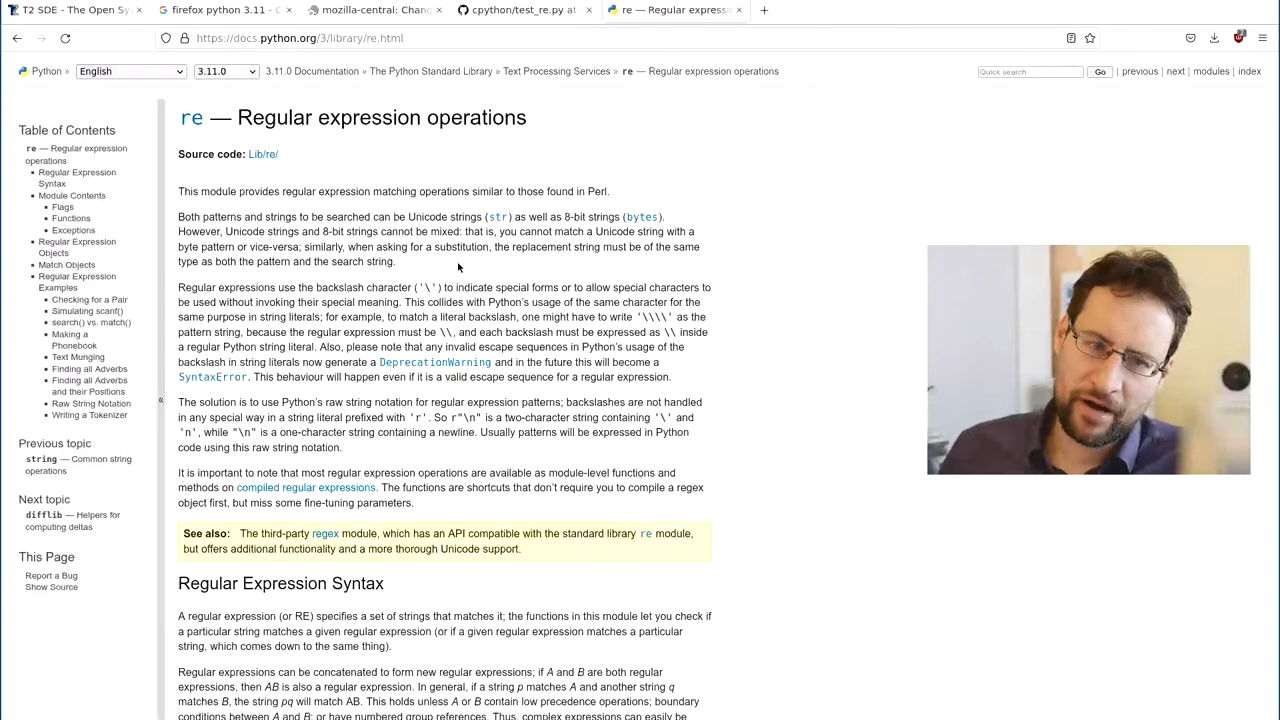 T2 SDE - The Open Sy
firefox python 3.11 - G
mozilla-central: Chang
cpython/test_re.py at
re — Regular expression
https://docs.python.org/3/library/re.html
Python »
English
3.11.0
3.11.0 Documentation » The Python Standard Library » Text Processing Services » re — Regular expression operations
Quick search
Go
| previous | next | modules | index
Table of Contents
re — Regular expression
operations
Regular Expression
Syntax
Module Contents
Flags
Functions
Exceptions
Regular Expression
Objects
Match Objects
Regular Expression
Examples
Checking for a Pair
Simulating scanf()
search() vs. match()
Making a
Phonebook
Text Munging
Finding all Adverbs
Finding all Adverbs
and their Positions
Raw String Notation
Writing a Tokenizer
Previous topic
string — Common string
operations
Next topic
difflib — Helpers for
computing deltas
This Page
Report a Bug
Show Source
«
re — Regular expression operations
Source code: Lib/re/
This module provides regular expression matching operations similar to those found in Perl.
Both patterns and strings to be searched can be Unicode strings (str) as well as 8-bit strings (bytes).
However, Unicode strings and 8-bit strings cannot be mixed: that is, you cannot match a Unicode string with a
byte pattern or vice-versa; similarly, when asking for a substitution, the replacement string must be of the same
type as both the pattern and the search string.
Regular expressions use the backslash character ('\') to indicate special forms or to allow special characters to
be used without invoking their special meaning. This collides with Python's usage of the same character for the
same purpose in string literals; for example, to match a literal backslash, one might have to write '\\\\' as the
pattern string, because the regular expression must be \\, and each backslash must be expressed as \\ inside
a regular Python string literal. Also, please note that any invalid escape sequences in Python's usage of the
backslash in string literals now generate a DeprecationWarning and in the future this will become a
SyntaxError. This behaviour will happen even if it is a valid escape sequence for a regular expression.
The solution is to use Python's raw string notation for regular expression patterns; backslashes are not handled
in any special way in a string literal prefixed with 'r'. So r"\n" is a two-character string containing '\' and
'n', while "\n" is a one-character string containing a newline. Usually patterns will be expressed in Python
code using this raw string notation.
It is important to note that most regular expression operations are available as module-level functions and
methods on compiled regular expressions. The functions are shortcuts that don't require you to compile a regex
object first, but miss some fine-tuning parameters.
See also: The third-party regex module, which has an API compatible with the standard library re module,
but offers additional functionality and a more thorough Unicode support.
Regular Expression Syntax
A regular expression (or RE) specifies a set of strings that matches it; the functions in this module let you check if
a particular string matches a given regular expression (or if a given regular expression matches a particular
string, which comes down to the same thing).
Regular expressions can be concatenated to form new regular expressions; if A and B are both regular
expressions, then AB is also a regular expression. In general, if a string p matches A and another string q
matches B, the string pq will match AB. This holds unless A or B contain low precedence operations; boundary
conditions between A and B; or have numbered group references. Thus, complex expressions can easily be